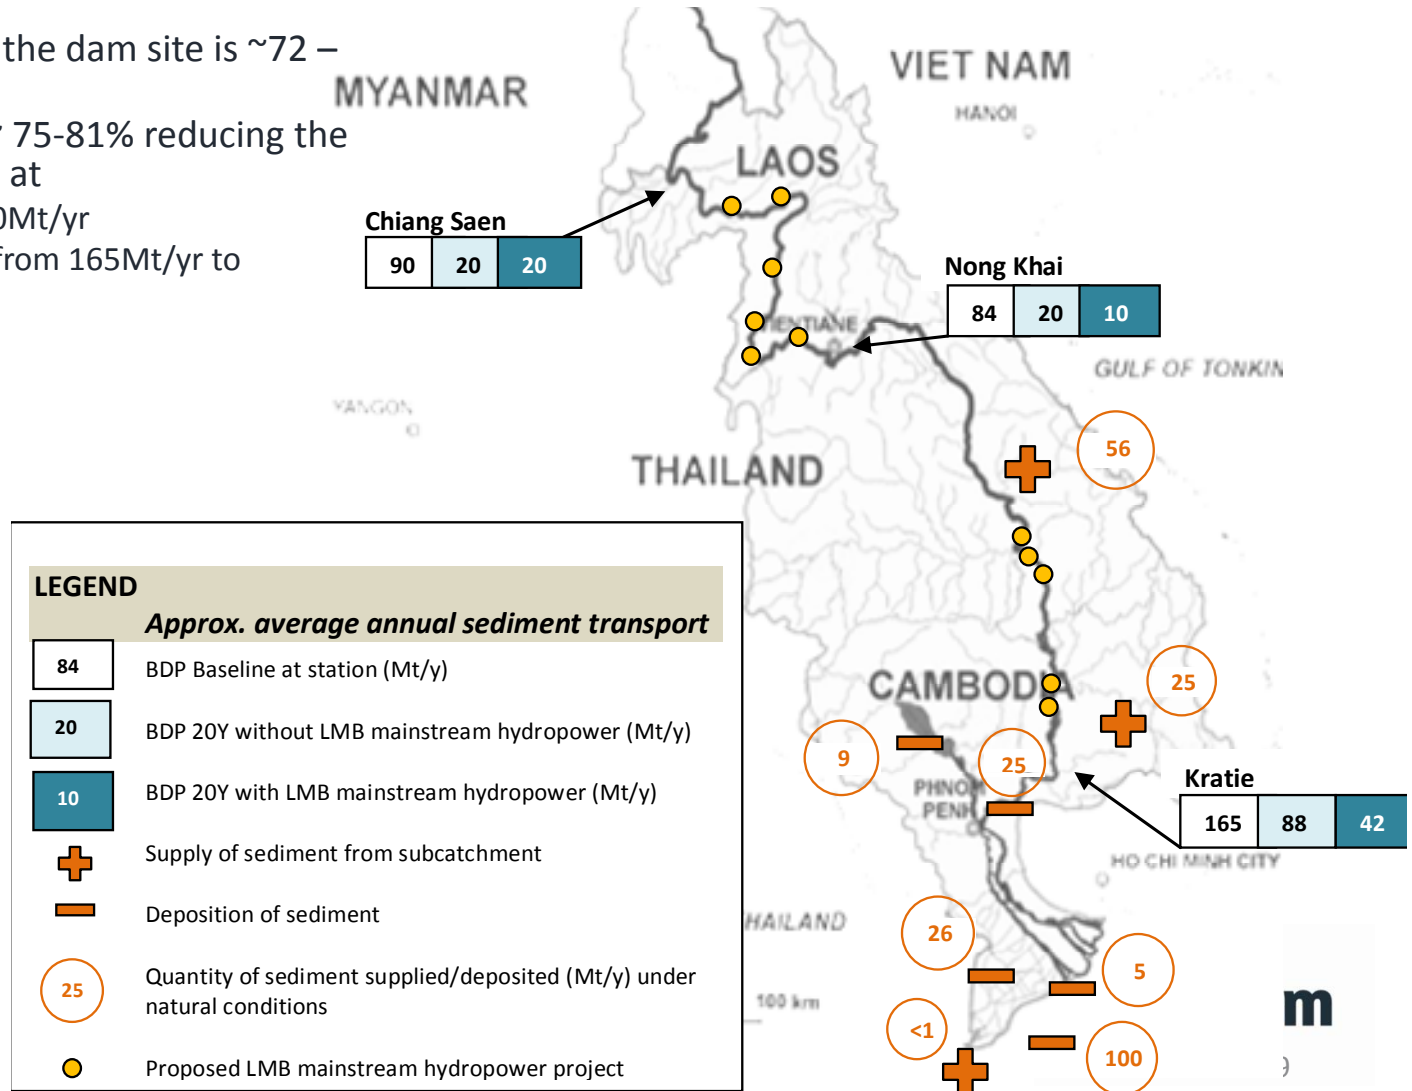 the dam site is ~72 –
75-81% reducing the
at
0Mt/yr
from 165Mt/yr to
MYANMAR
VIET NAM
HANOI
LAOS
Chiang Saen
90 20 20
Nong Khai
84 20 10
VIENTIANE
GULF OF TONKIN
YANGON
THAILAND
56
LEGEND
Approx. average annual sediment transport
84 BDP Baseline at station (Mt/y)
20 BDP 20Y without LMB mainstream hydropower (Mt/y)
10 BDP 20Y with LMB mainstream hydropower (Mt/y)
Supply of sediment from subcatchment
Deposition of sediment
25 Quantity of sediment supplied/deposited (Mt/y) under
natural conditions
Proposed LMB mainstream hydropower project
CAMBODIA
25
9
25
PHNOM
PENH
Kratie
165 88 42
HO CHI MINH CITY
HAILAND
26
5
100 km
<1
100
m